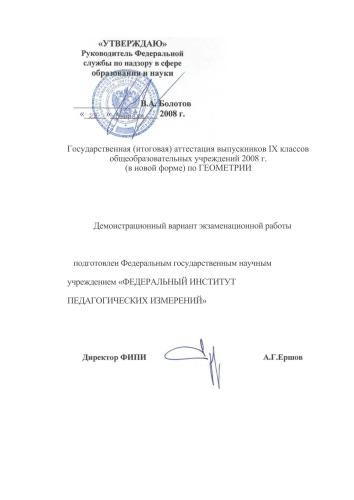 «УТВЕРЖДАЮ»
Руководитель Федеральной
службы по надзору в сфере
образования и науки
В.А. Болотов
« » 2008 г.
Государственная (итоговая) аттестация выпускников IX классов
общеобразовательных учреждений 2008 г.
(в новой форме) по ГЕОМЕТРИИ
Демонстрационный вариант экзаменационной работы
подготовлен Федеральным государственным научным
учреждением «ФЕДЕРАЛЬНЫЙ ИНСТИТУТ
ПЕДАГОГИЧЕСКИХ ИЗМЕРЕНИЙ»
Директор ФИПИ А.Г.Ершов